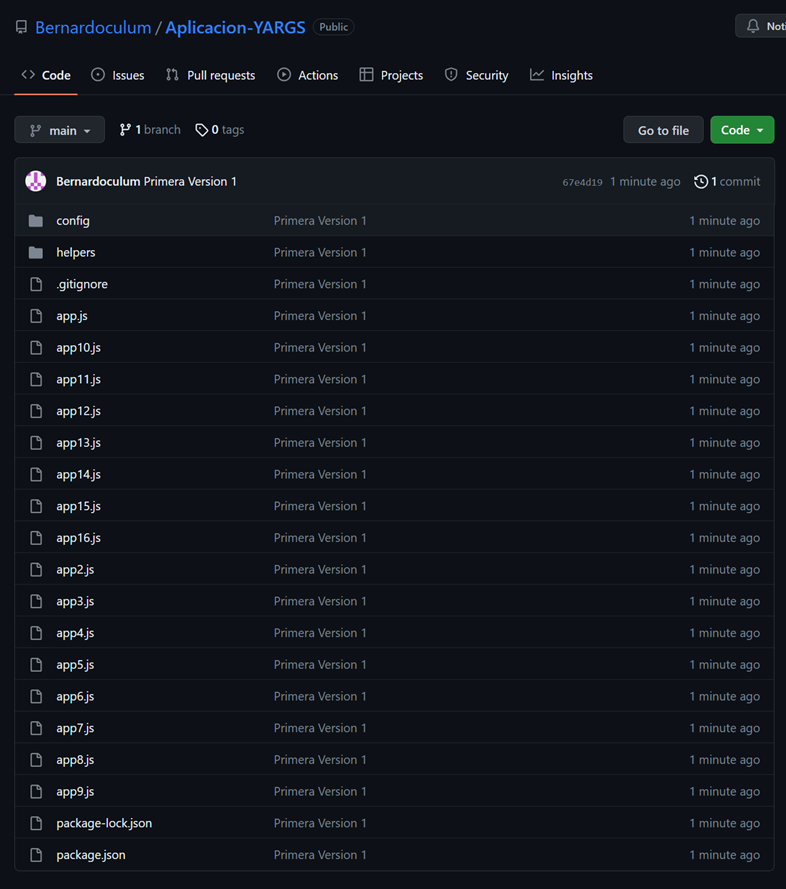 Bernardoculum / Aplicacion-YARGS Public
Code Issues Pull requests Actions Projects Security Insights
main 1 branch 0 tags Go to file Code
Bernardoculum Primera Version 1 67e4d19 1 minute ago 1 commit
config Primera Version 1 1 minute ago
helpers Primera Version 1 1 minute ago
.gitignore Primera Version 1 1 minute ago
app.js Primera Version 1 1 minute ago
app10.js Primera Version 1 1 minute ago
app11.js Primera Version 1 1 minute ago
app12.js Primera Version 1 1 minute ago
app13.js Primera Version 1 1 minute ago
app14.js Primera Version 1 1 minute ago
app15.js Primera Version 1 1 minute ago
app16.js Primera Version 1 1 minute ago
app2.js Primera Version 1 1 minute ago
app3.js Primera Version 1 1 minute ago
app4.js Primera Version 1 1 minute ago
app5.js Primera Version 1 1 minute ago
app6.js Primera Version 1 1 minute ago
app7.js Primera Version 1 1 minute ago
app8.js Primera Version 1 1 minute ago
app9.js Primera Version 1 1 minute ago
package-lock.json Primera Version 1 1 minute ago
package.json Primera Version 1 1 minute ago